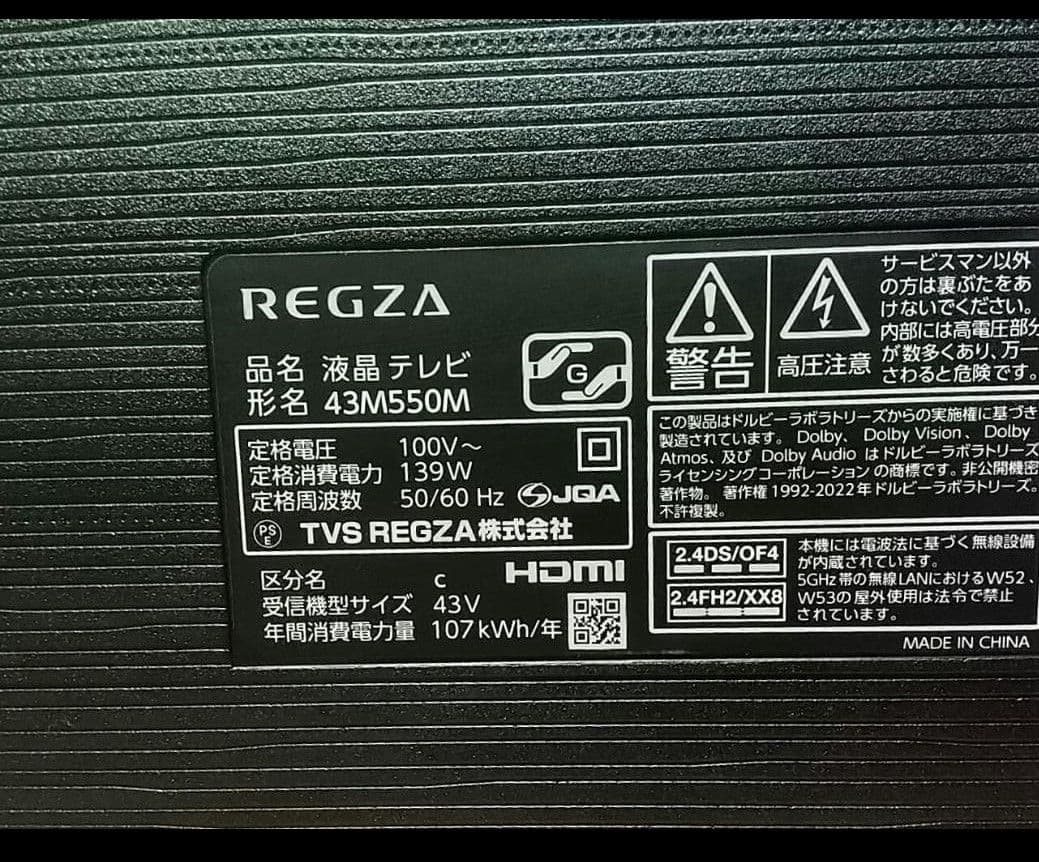 REGZA
品名 液晶テレビ
形名 43M550M
G
定格電圧 100V～
定格消費電力 139W
定格周波数 50/60 Hz
JQA
PS
E
TVS REGZA株式会社
区分名 c
受信機型サイズ 43V
年間消費電力量 107kWh/年
HDMI
警告
高圧注意
サービスマン以外
の方は裏ぶたをあ
けないでください。
内部には高電圧部分
が数多くあり、万一
さわると危険です。
この製品はドルビーラボラトリーズからの実施権に基づき
製造されています。 Dolby、 Dolby Vision、 Dolby
Atmos、及び Dolby Audio はドルビーラボラトリーズ
ライセンシングコーポレーションの商標です。非公開機密
著作物。 著作権 1992-2022年ドルビーラボラトリーズ。
不許複製。
2.4DS/OF4
2.4FH2/XX8
本機には電波法に基づく無線設備
が内蔵されています。
5GHz帯の無線LANにおけるW52、
W53の屋外使用は法令で禁止
されています。
MADE IN CHINA